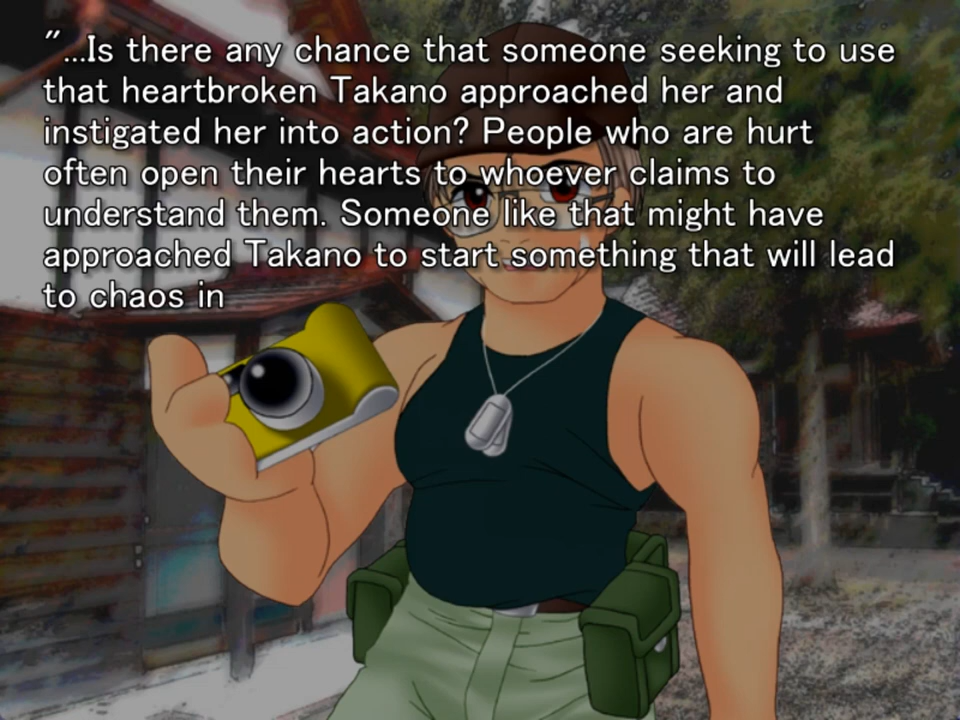 "...Is there any chance that someone seeking to use
that heartbroken Takano approached her and
instigated her into action? People who are hurt
often open their hearts to whoever claims to
understand them. Someone like that might have
approached Takano to start something that will lead
to chaos in